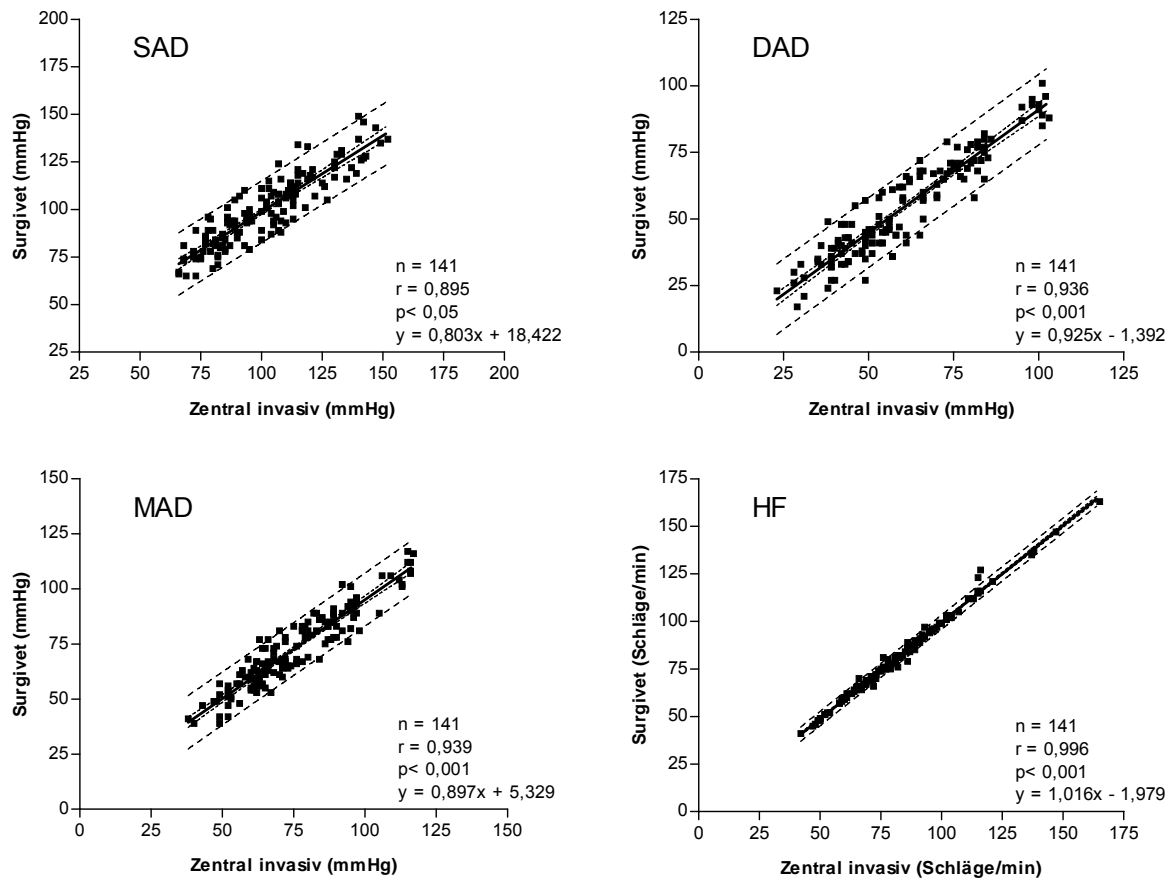 SAD
Surgivet (mmHg)
200
175
150
125
100
75
50
25
25 50 75 100 125 150 175 200
Zentral invasiv (mmHg)
n = 141
r = 0,895
p< 0,05
y = 0,803x + 18,422
DAD
Surgivet (mmHg)
125
100
75
50
25
0
0 25 50 75 100 125
Zentral invasiv (mmHg)
n = 141
r = 0,936
p< 0,001
y = 0,925x - 1,392
MAD
Surgivet (mmHg)
150
125
100
75
50
25
0
0 25 50 75 100 125 150
Zentral invasiv (mmHg)
n = 141
r = 0,939
p< 0,001
y = 0,897x + 5,329
HF
Surgivet (Schläge/min)
175
150
125
100
75
50
25
0
0 25 50 75 100 125 150 175
Zentral invasiv (Schläge/min)
n = 141
r = 0,996
p< 0,001
y = 1,016x - 1,979